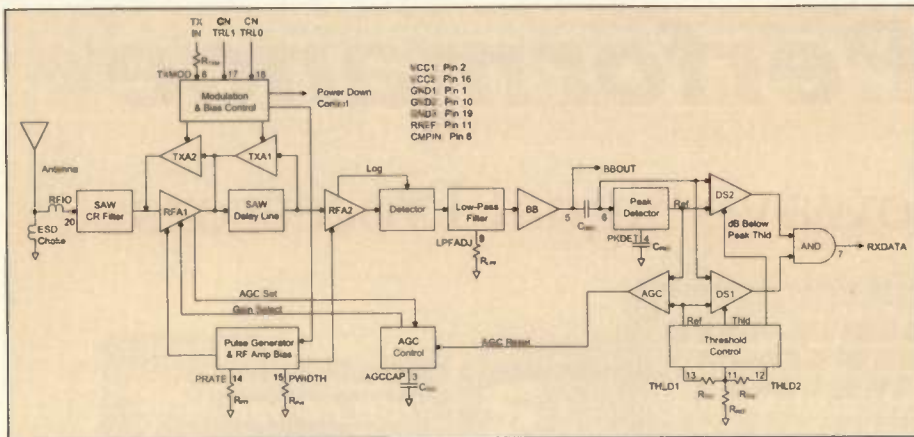 TX IN
CN TRL1
CN TRL0
TXMOD 8 17 18
Modulation & Bias Control
Power Down Control
VCC1: Pin 2
VCC2: Pin 16
GND1: Pin 1
GND2: Pin 10
GND3: Pin 19
RREF: Pin 11
CMPIN: Pin 6
Antenna
RFIO
20
ESD Choke
SAW CR Filter
TXA2
TXA1
RFA1
SAW Delay Line
RFA2
Log
Detector
Low-Pass Filter
LPFADJ 9
BB
BBOUT
5
6
Peak Detector
Ref
PKDET 4
DS2
dB Below Peak Thld
AND
7
RXDATA
AGC
DS1
Ref
Thld
Threshold Control
THLD1 13 11 12 THLD2
AGC Set
Gain Select
AGC Reset
Pulse Generator & RF Amp Bias
PRATE 14
15 PWIDTH
AGC Control
AGCCAP 3